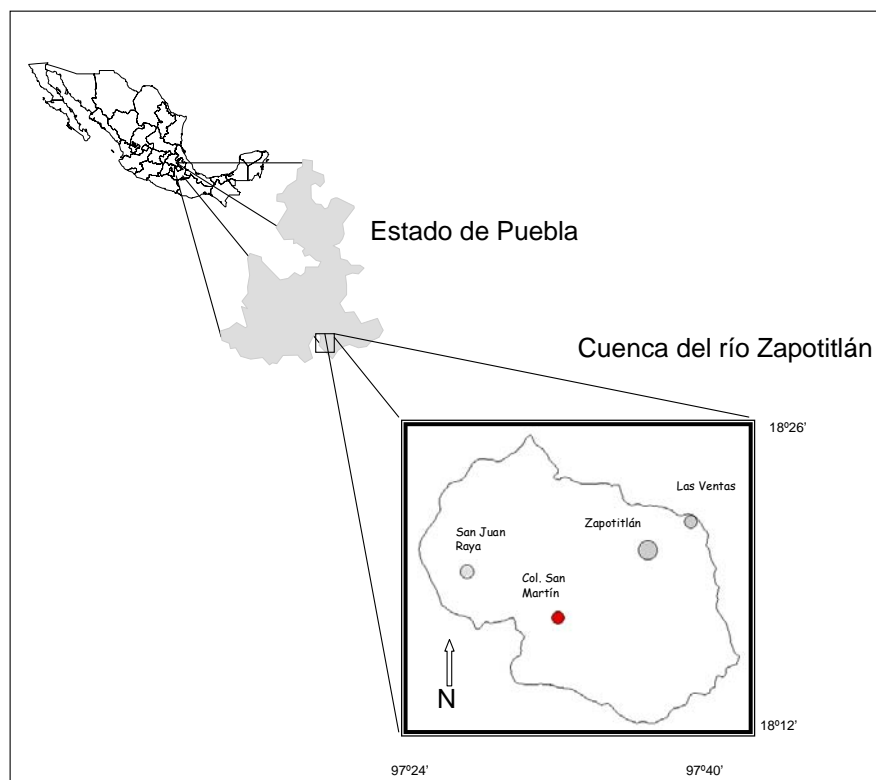 Estado de Puebla
Cuenca del río Zapotitlán
18º26’
Las Ventas
Zapotitlán
San Juan
Raya
Col. San
Martín
N
18º12’
97º24’
97º40’